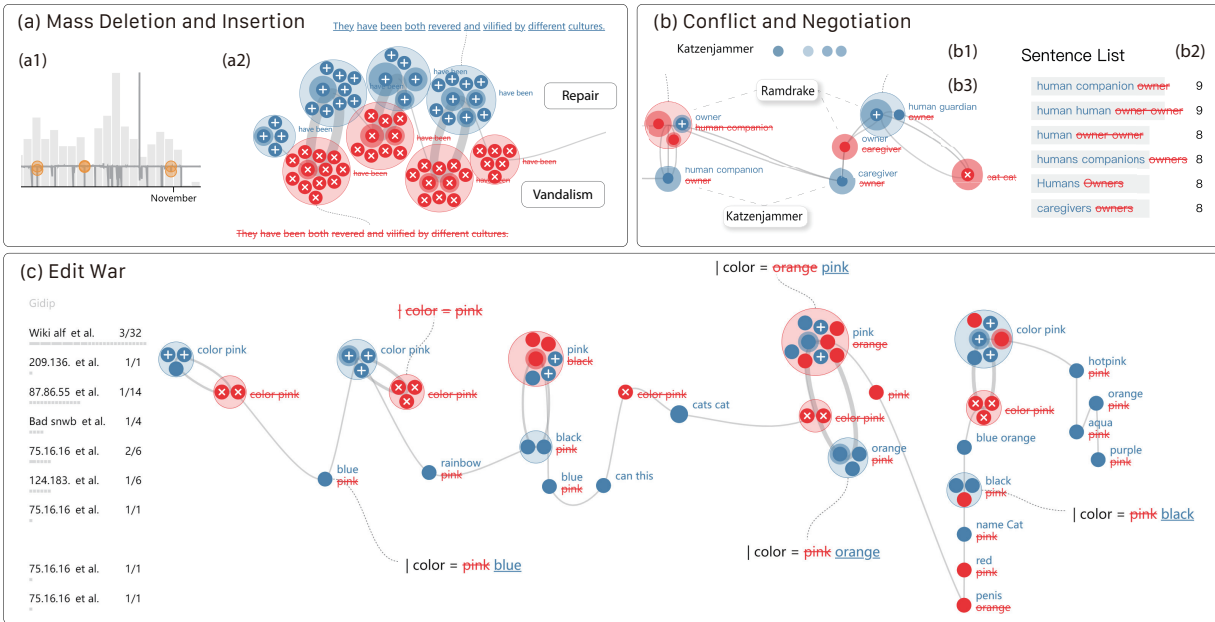 (a) Mass Deletion and Insertion
They have been both revered and vilified by different cultures.
(a1)
(a2)
have been
have been
have been
have been
have been
have been
have been
have been
Repair
Vandalism
November
They have been both revered and vilified by different cultures.
(b) Conflict and Negotiation
Katzenjammer
(b1)
(b2)
(b3)
Ramdrake
owner
human companion
human companion
owner
human guardian
owner
owner
caregiver
caregiver
owner
cat cat
Katzenjammer
Sentence List
human companion owner 9
human human owner owner 9
human owner owner 8
humans companions owners 8
Humans Owners 8
caregivers owners 8
(c) Edit War
Gidip
Wiki alf et al. 3/32
209.136. et al. 1/1
87.86.55 et al. 1/14
Bad snwb et al. 1/4
75.16.16 et al. 2/6
124.183. et al. 1/6
75.16.16 et al. 1/1
75.16.16 et al. 1/1
75.16.16 et al. 1/1
color pink
color pink
blue
pink
| color = pink blue
| color = pink
color pink
color pink
rainbow
pink
pink
black
black
pink
blue
pink
can this
color pink
cats cat
| color = orange pink
pink
orange
color pink
orange
pink
| color = pink orange
pink
color pink
color pink
blue orange
black
pink
| color = pink black
name Cat
pink
red
pink
penis
orange
hotpink
pink
orange
pink
aqua
pink
purple
pink